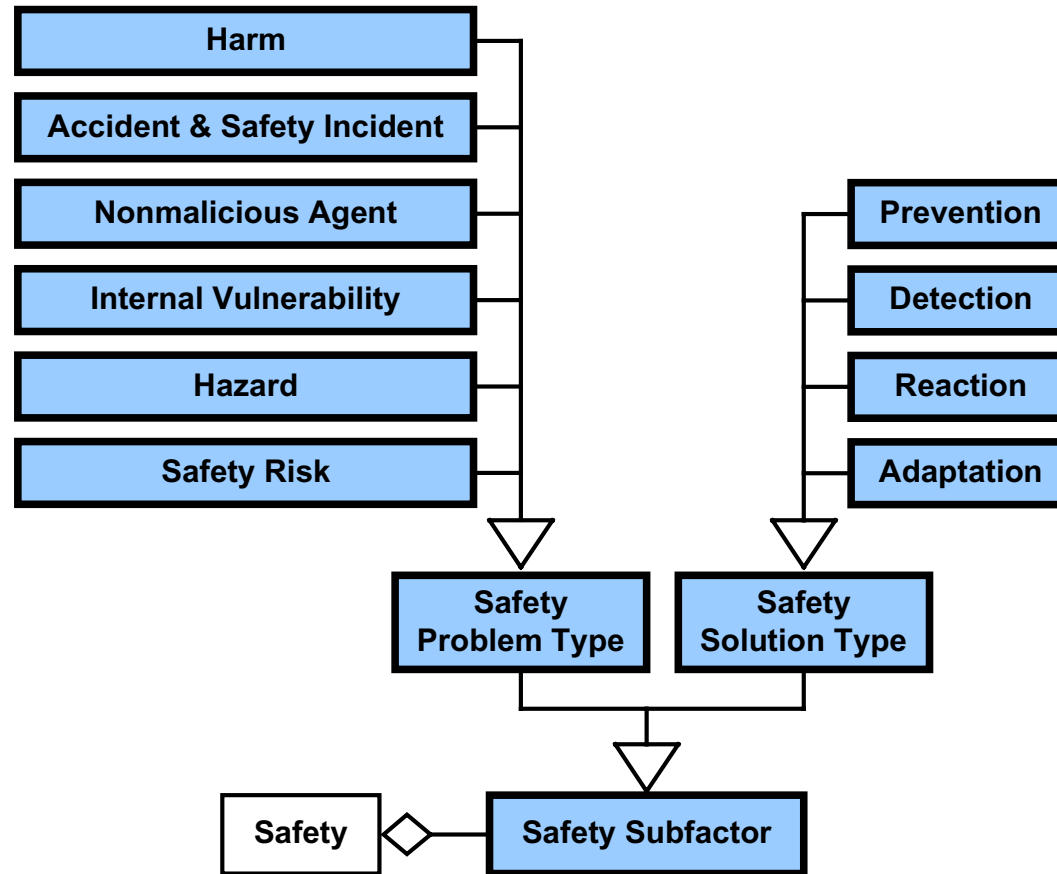 Harm
Accident & Safety Incident
Nonmalicious Agent
Internal Vulnerability
Hazard
Safety Risk
Prevention
Detection
Reaction
Adaptation
Safety
Problem Type
Safety
Solution Type
Safety
Safety Subfactor